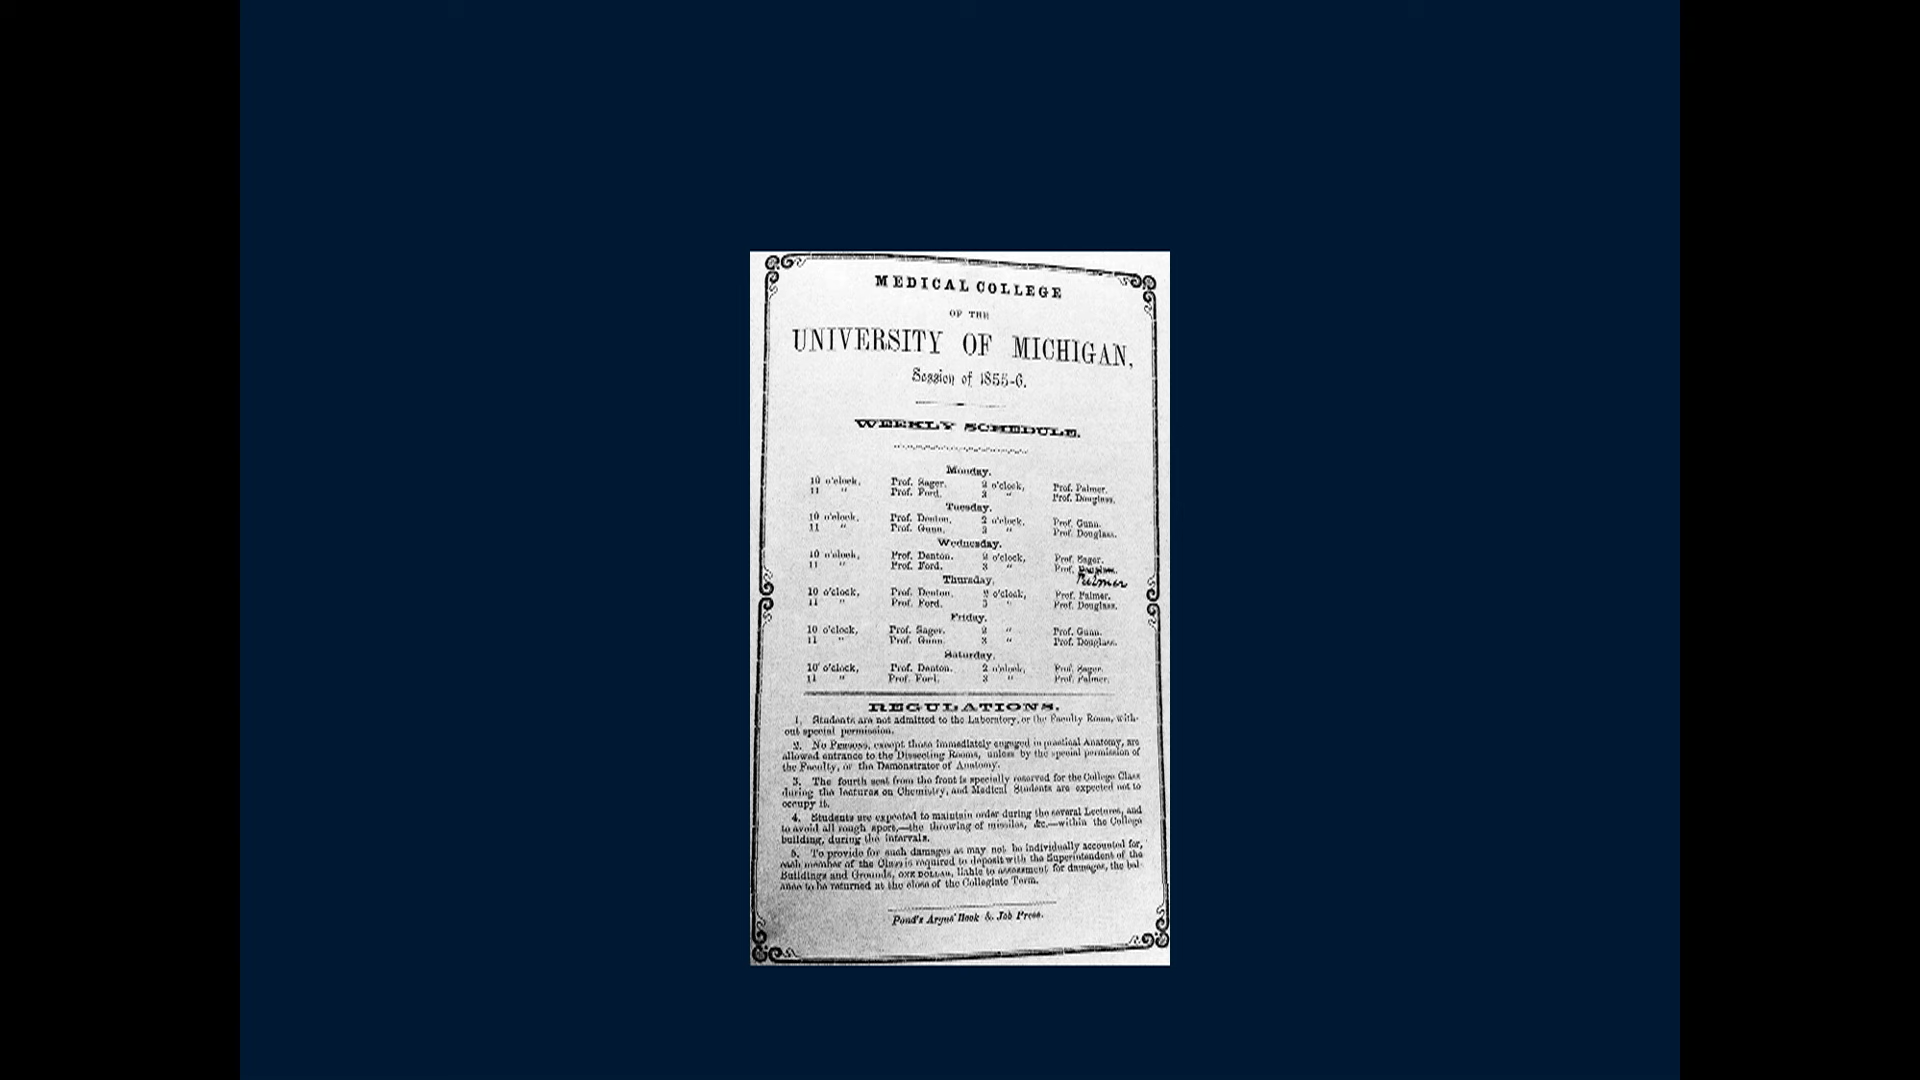 MEDICAL COLLEGE
OF THE
UNIVERSITY OF MICHIGAN,
Session of 1855-6.
WEEKLY SCHEDULE.
Monday.
10 o'clock, Prof. Sager. 2 o'clock, Prof. Palmer.
11 " Prof. Ford. 3 " Prof. Douglass.
Tuesday.
10 o'clock, Prof. Denton. 2 o'clock, Prof. Gunn.
11 " Prof. Gunn. 3 " Prof. Douglass.
Wednesday.
10 o'clock, Prof. Denton. 2 o'clock, Prof. Sager.
11 " Prof. Ford. 3 " Prof.
Palmer
Thursday.
10 o'clock, Prof. Denton. 2 o'clock, Prof. Palmer.
11 " Prof. Ford. 3 " Prof. Douglass.
Friday.
10 o'clock, Prof. Sager. 2 " Prof. Gunn.
11 " Prof. Gunn. 3 " Prof. Douglass.
Saturday.
10 o'clock, Prof. Denton. 2 o'clock, Prof. Sager.
11 " Prof. Ford. 3 " Prof. Palmer.
REGULATIONS.
1. Students are not admitted to the Laboratory, or the Faculty Room, with-
out special permission.
2. No Persons, except those immediately engaged in practical Anatomy, are
allowed entrance to the Dissecting Rooms, unless by the special permission of
the Faculty, or the Demonstrator of Anatomy.
3. The fourth seat from the front is specially reserved for the College Class
during the lectures on Chemistry, and Medical Students are expected not to
occupy it.
4. Students are expected to maintain order during the several Lectures, and
to avoid all rough sport,—the throwing of missiles, &c.—within the College
building, during the intervals.
5. To provide for such damages as may not be individually accounted for,
each member of the Class is required to deposit with the Superintendent of the
Buildings and Grounds, ONE DOLLAR, liable to assessment for damages, the bal-
ance to be returned at the close of the Collegiate Term.
Pond's Argus Book & Job Press.